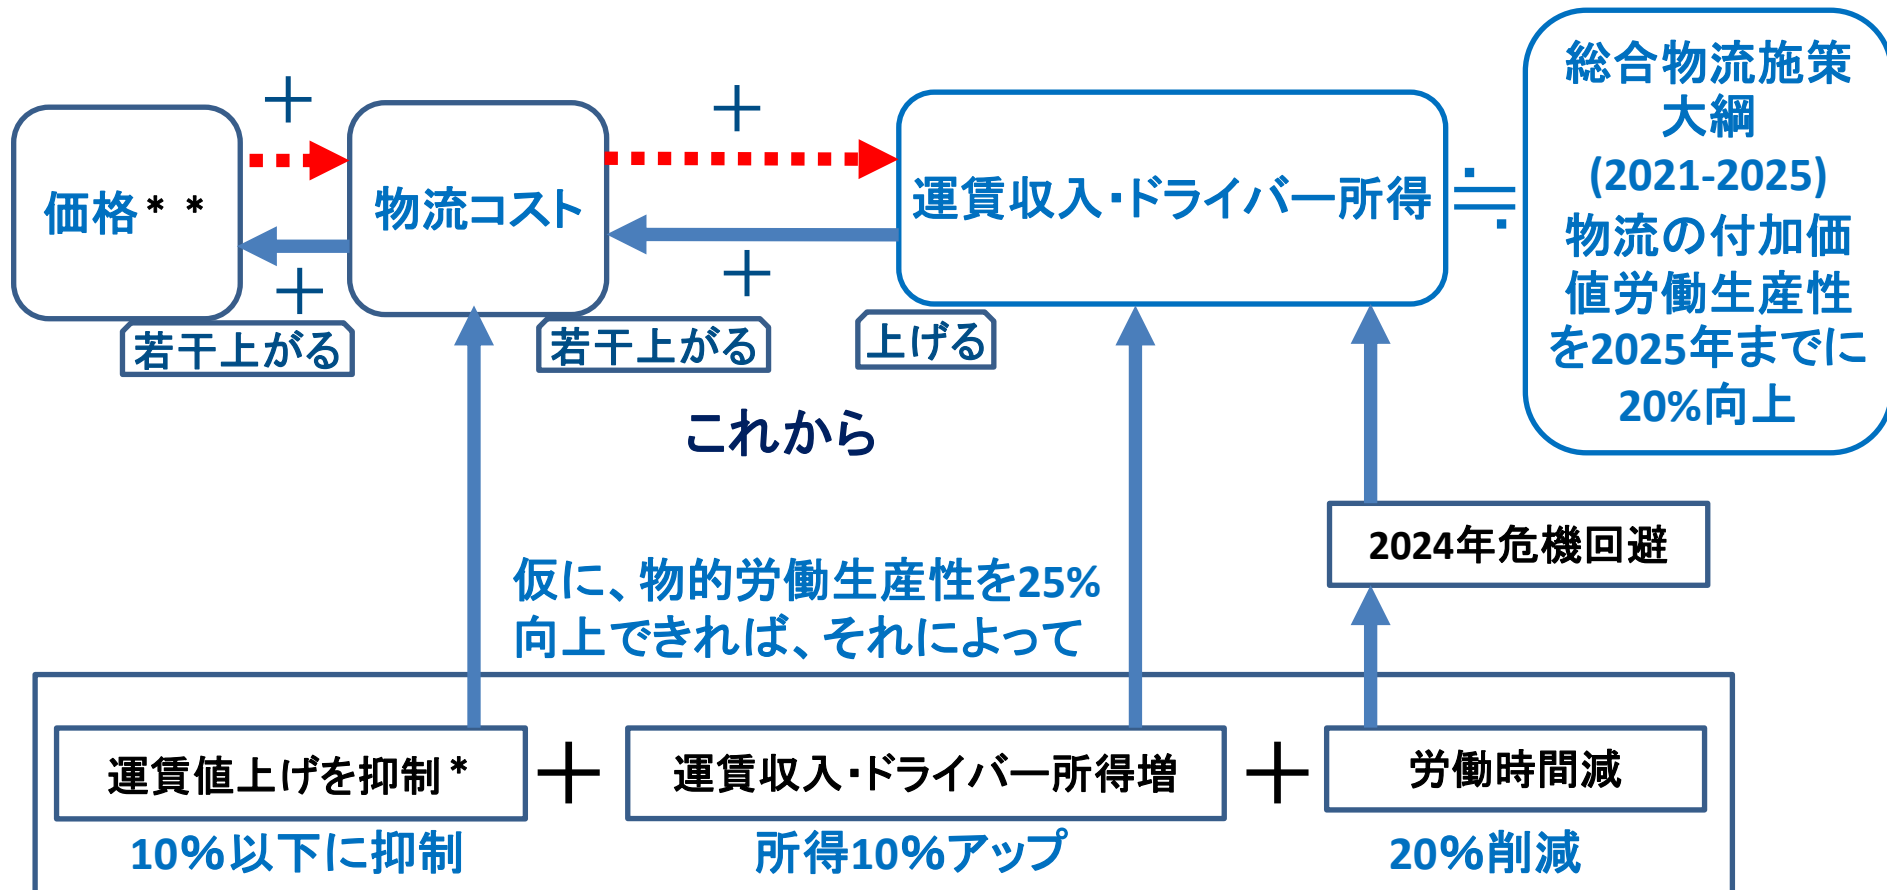 ＋
＋
価格＊＊
物流コスト
運賃収入・ドライバー所得
≒
総合物流施策
大綱
(2021-2025)
物流の付加価
値労働生産性
を2025年までに
20%向上
＋
＋
若干上がる
若干上がる
上げる
これから
2024年危機回避
仮に、物的労働生産性を25%
向上できれば、それによって
運賃値上げを抑制＊
＋
運賃収入・ドライバー所得増
＋
労働時間減
10％以下に抑制
所得10％アップ
20％削減